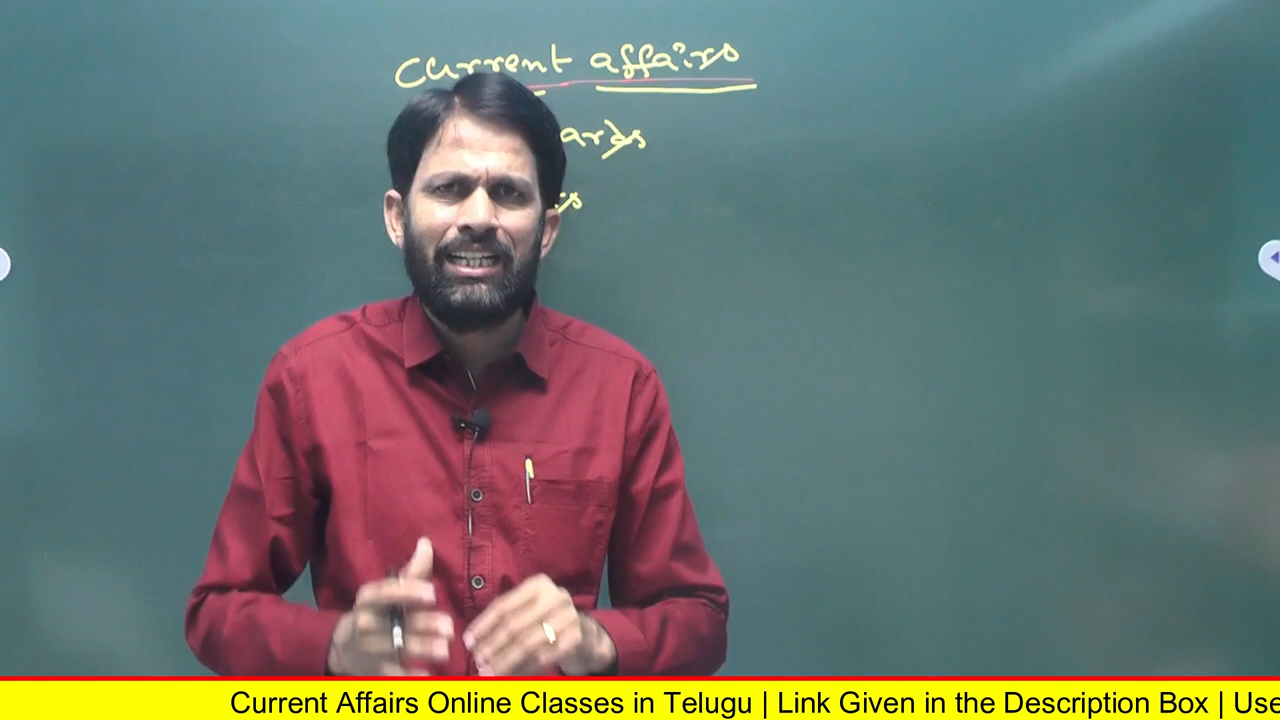 current affairs
Current Affairs Online Classes in Telugu | Link Given in the Description Box | Use